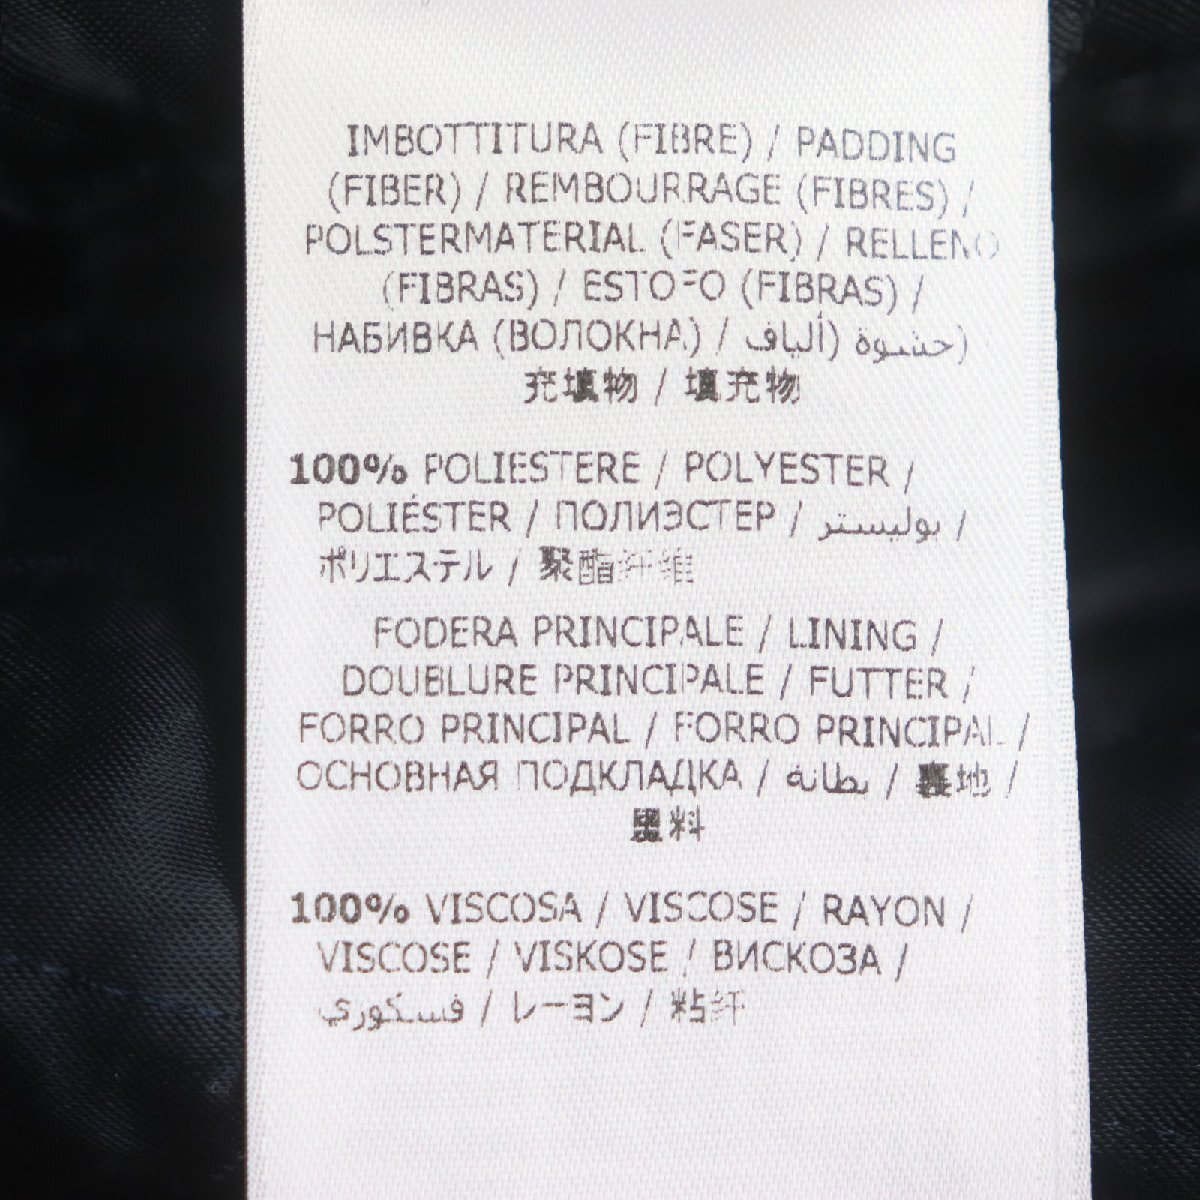 IMBOTTITURA (FIBRE) / PADDING
(FIBER) / REMBOURRAGE (FIBRES) /
POLSTERMATERIAL (FASER) / RELLENO
(FIBRAS) / ESTOFO (FIBRAS) /
НАБИВКА (ВОЛОКНА) / حشوة (ألياف)
充填物 / 填充物
100% POLIESTERE / POLYESTER /
POLIÉSTER / ПОЛИЭСТЕР / بوليستر /
ポリエステル / 聚酯纤维
FODERA PRINCIPALE / LINING /
DOUBLURE PRINCIPALE / FUTTER /
FORRO PRINCIPAL / FORRO PRINCIPAL /
ОСНОВНАЯ ПОДКЛАДКА / بطانة / 裏地 /
里料
100% VISCOSA / VISCOSE / RAYON /
VISCOSE / VISKOSE / ВИСКОЗА /
فسكوري / レーヨン / 粘纤